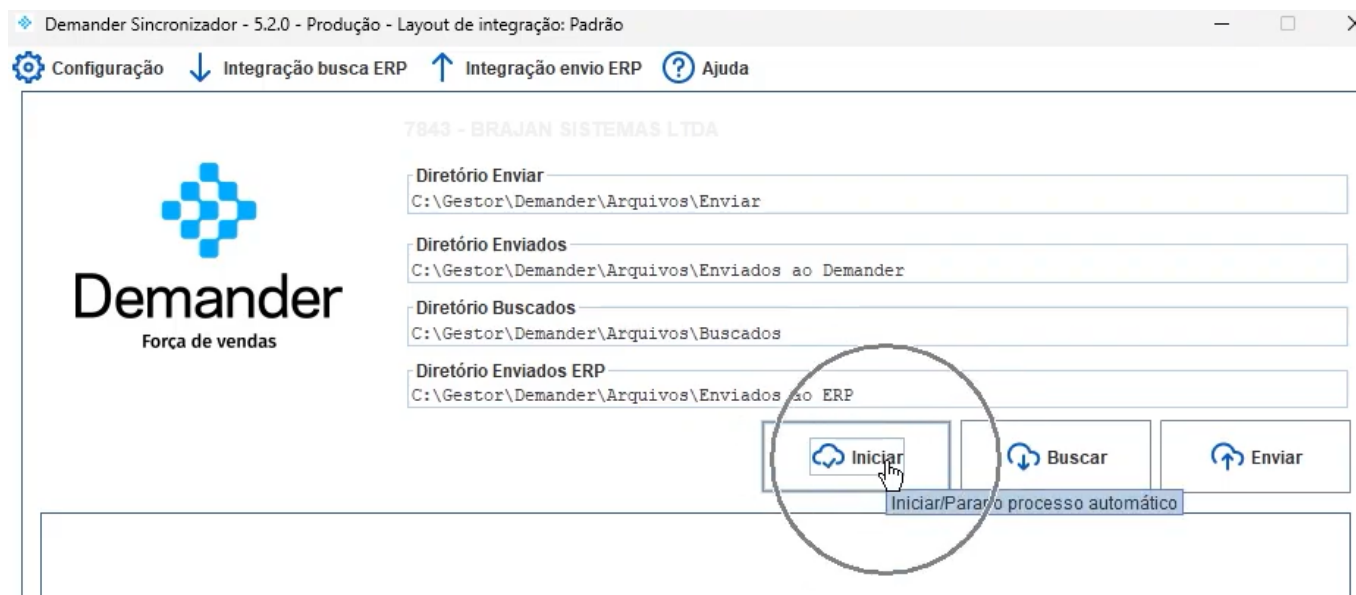 Demander Sincronizador - 5.2.0 - Produção - Layout de integração: Padrão
Configuração Integração busca ERP Integração envio ERP ? Ajuda
7843 - BRAJAN SISTEMAS LTDA
Diretório Enviar
C:\Gestor\Demander\Arquivos\Enviar
Diretório Enviados
C:\Gestor\Demander\Arquivos\Enviados ao Demander
Diretório Buscados
C:\Gestor\Demander\Arquivos\Buscados
Diretório Enviados ERP
C:\Gestor\Demander\Arquivos\Enviados ao ERP
Demander
Força de vendas
Iniciar Buscar Enviar
Iniciar/Parar o processo automático